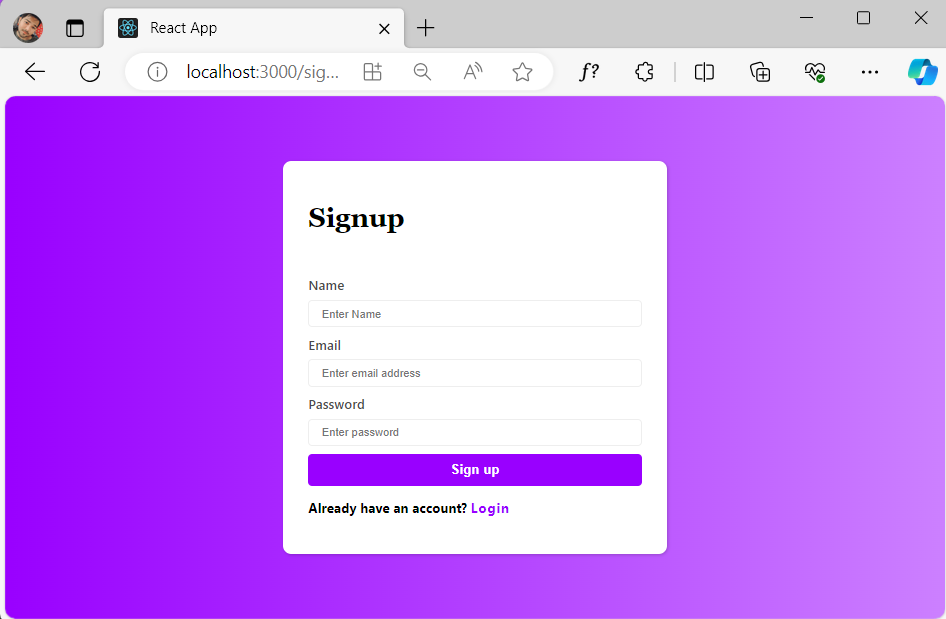 React App
localhost:3000/sig...
Signup
Name
Enter Name
Email
Enter email address
Password
Enter password
Sign up
Already have an account? Login